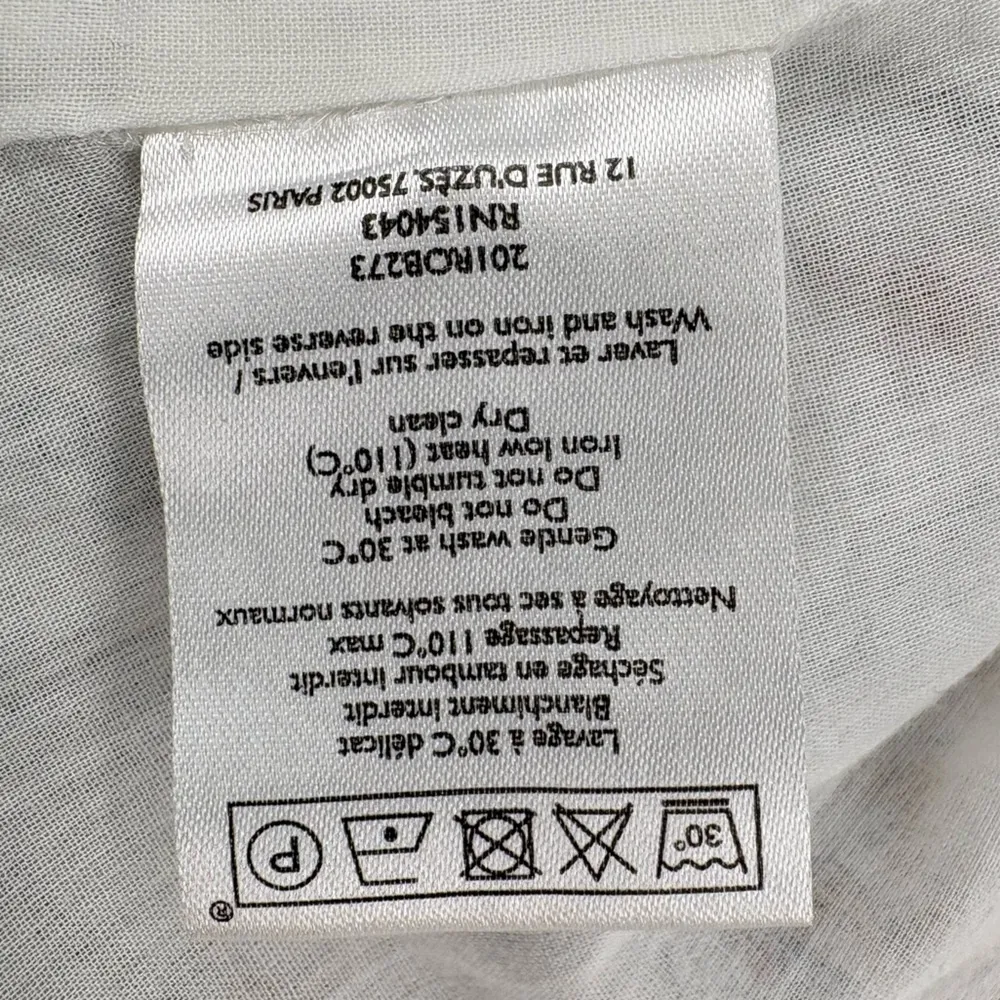 ®
30°
P
Lavage à 30°C délicat
Blanchiment interdit
Séchage en tambour interdit
Repassage 110°C max
Nettoyage à sec tous solvants normaux
Gentle wash at 30°C
Do not bleach
Do not tumble dry
Iron low heat (110°C)
Dry clean
Laver et repasser sur l'envers /
Wash and iron on the reverse side
201ROB273
RN154043
12 RUE D'UZÈS, 75002 PARIS